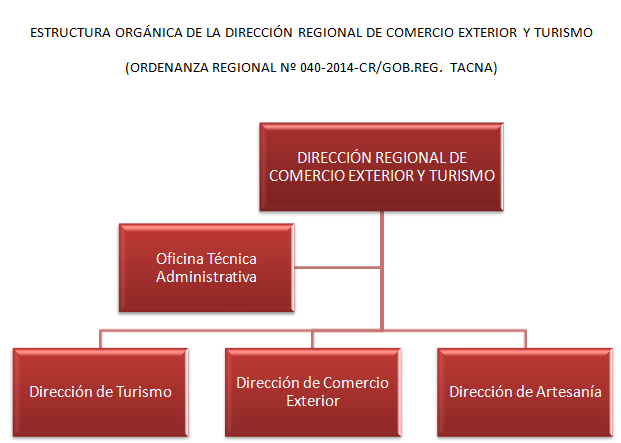 ESTRUCTURA ORGÁNICA DE LA DIRECCIÓN REGIONAL DE COMERCIO EXTERIOR Y TURISMO
(ORDENANZA REGIONAL Nº 040-2014-CR/GOB.REG. TACNA)
DIRECCIÓN REGIONAL DE
COMERCIO EXTERIOR Y TURISMO
Oficina Técnica
Administrativa
Dirección de Turismo
Dirección de Comercio
Exterior
Dirección de Artesanía